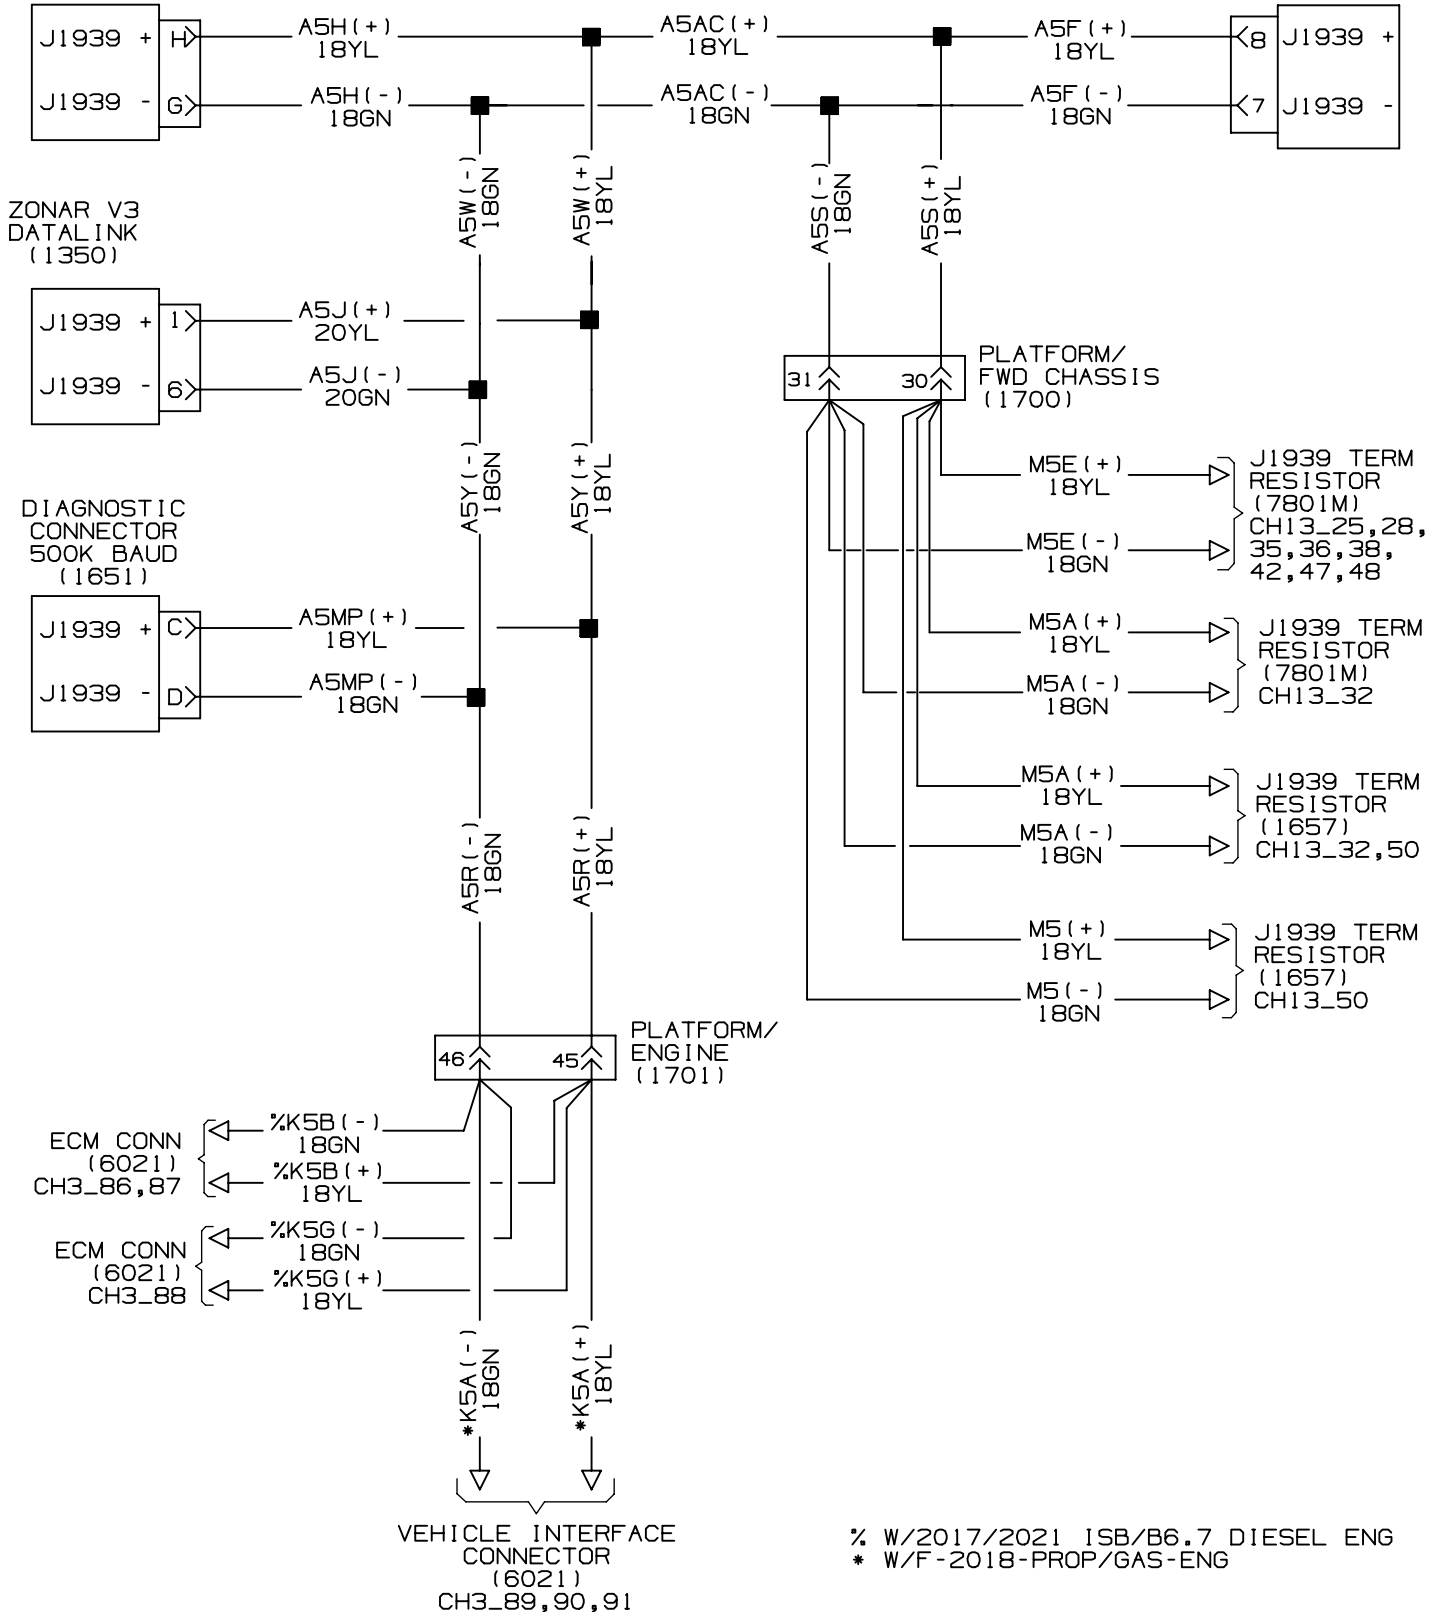 J1939 + H
A5H(+)
18YL
A5AC(+)
18YL
A5F(+)
18YL
8 J1939 +
J1939 - G
A5H(-)
18GN
A5AC(-)
18GN
A5F(-)
18GN
7 J1939 -
A5W(-)
18GN
A5W(+)
18YL
A5S(-)
18GN
A5S(+)
18YL
ZONAR V3
DATALINK
(1350)
J1939 + 1
A5J(+)
20YL
J1939 - 6
A5J(-)
20GN
31
30
PLATFORM/
FWD CHASSIS
(1700)
A5Y(-)
18GN
A5Y(+)
18YL
M5E(+)
18YL
M5E(-)
18GN
J1939 TERM
RESISTOR
(7801M)
CH13_25,28,
35,36,38,
42,47,48
DIAGNOSTIC
CONNECTOR
500K BAUD
(1651)
J1939 + C
A5MP(+)
18YL
J1939 - D
A5MP(-)
18GN
M5A(+)
18YL
M5A(-)
18GN
J1939 TERM
RESISTOR
(7801M)
CH13_32
M5A(+)
18YL
M5A(-)
18GN
J1939 TERM
RESISTOR
(1657)
CH13_32,50
A5R(-)
18GN
A5R(+)
18YL
M5(+)
18YL
M5(-)
18GN
J1939 TERM
RESISTOR
(1657)
CH13_50
46
45
PLATFORM/
ENGINE
(1701)
ECM CONN
(6021)
CH3_86,87
%K5B(-)
18GN
%K5B(+)
18YL
ECM CONN
(6021)
CH3_88
%K5G(-)
18GN
%K5G(+)
18YL
*K5A(-)
18GN
*K5A(+)
18YL
VEHICLE INTERFACE
CONNECTOR
(6021)
CH3_89,90,91
% W/2017/2021 ISB/B6.7 DIESEL ENG
* W/F-2018-PROP/GAS-ENG